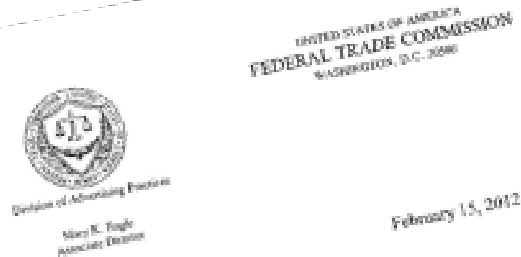 UNITED STATES OF AMERICA
FEDERAL TRADE COMMISSION
WASHINGTON, D.C. 20580
Division of Advertising Practices
Mary K. Engle
Associate Director
February 15, 2012